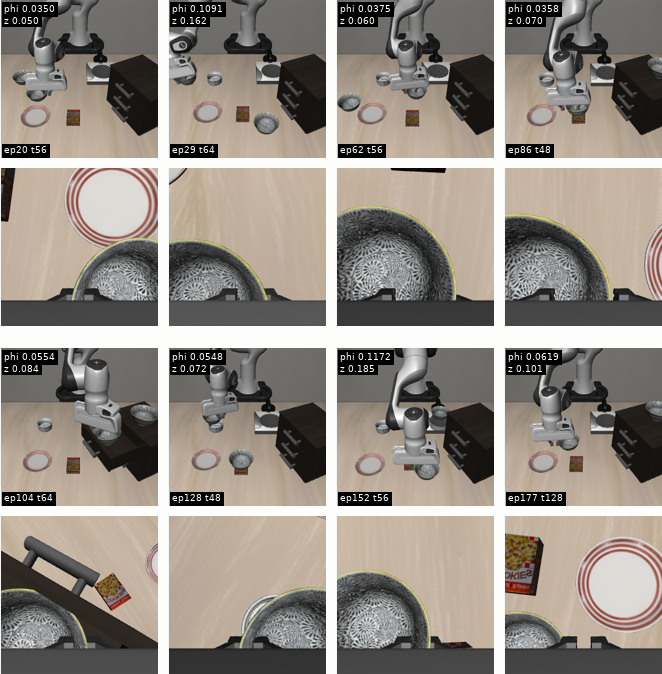 phi 0.0350
z 0.050
ep20 t56
phi 0.1091
z 0.162
ep29 t64
phi 0.0375
z 0.060
ep62 t56
phi 0.0358
z 0.070
ep86 t48
phi 0.0554
z 0.084
ep104 t64
phi 0.0548
z 0.072
ep128 t48
phi 0.1172
z 0.185
ep152 t56
phi 0.0619
z 0.101
ep177 t128